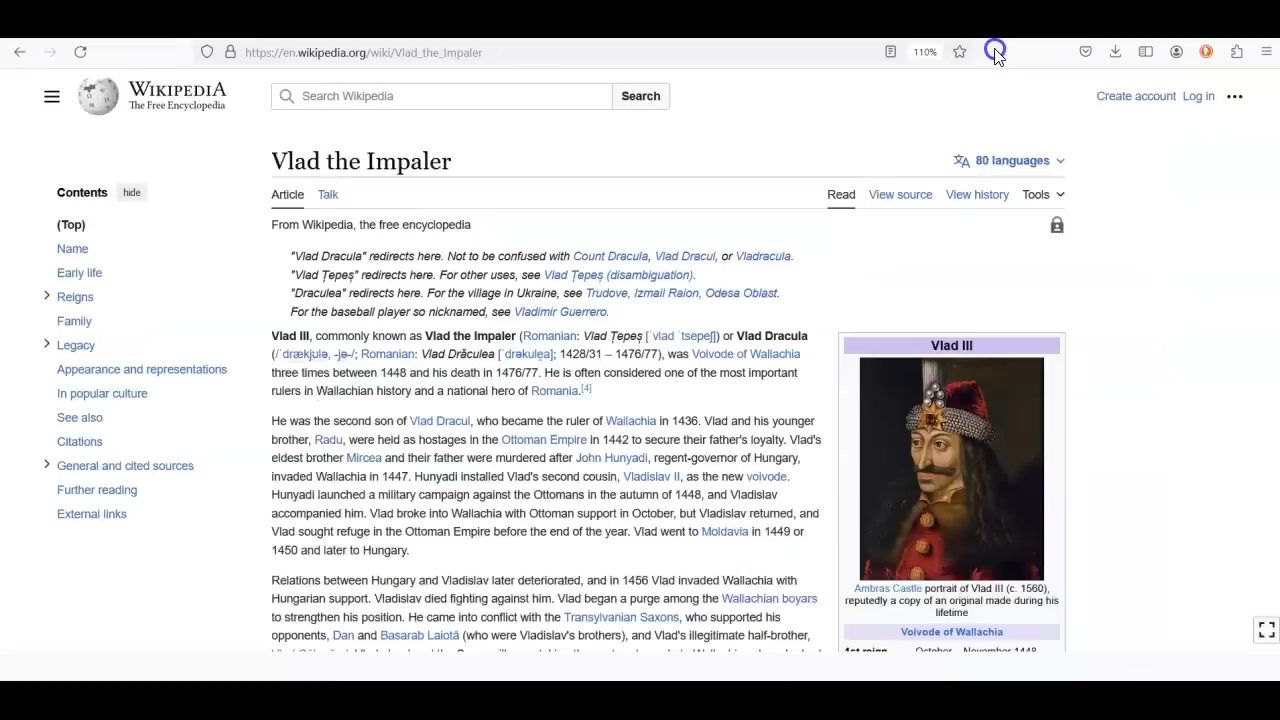 https://en.wikipedia.org/wiki/Vlad_the_Impaler
110%
WIKIPEDIA
The Free Encyclopedia
Search Wikipedia
Search
Create account Log in
Vlad the Impaler
80 languages
Contents hide
Article Talk
Read View source View history Tools
(Top)
Name
Early life
Reigns
Family
Legacy
Appearance and representations
In popular culture
See also
Citations
General and cited sources
Further reading
External links
From Wikipedia, the free encyclopedia
"Vlad Dracula" redirects here. Not to be confused with Count Dracula, Vlad Dracul, or Vladracula.
"Vlad Țepeș" redirects here. For other uses, see Vlad Țepeș (disambiguation).
"Draculea" redirects here. For the village in Ukraine, see Trudove, Izmail Raion, Odesa Oblast.
For the baseball player so nicknamed, see Vladimir Guerrero.
Vlad III, commonly known as Vlad the Impaler (Romanian: Vlad Țepeș [ˈvlad ˈtsepeʃ]) or Vlad Dracula
(/ˈdrækjʊlə, -jə-/; Romanian: Vlad Drăculea [ˈdrəkule̯a]; 1428/31 – 1476/77), was Voivode of Wallachia
three times between 1448 and his death in 1476/77. He is often considered one of the most important
rulers in Wallachian history and a national hero of Romania.[4]
He was the second son of Vlad Dracul, who became the ruler of Wallachia in 1436. Vlad and his younger
brother, Radu, were held as hostages in the Ottoman Empire in 1442 to secure their father's loyalty. Vlad's
eldest brother Mircea and their father were murdered after John Hunyadi, regent-governor of Hungary,
invaded Wallachia in 1447. Hunyadi installed Vlad's second cousin, Vladislav II, as the new voivode.
Hunyadi launched a military campaign against the Ottomans in the autumn of 1448, and Vladislav
accompanied him. Vlad broke into Wallachia with Ottoman support in October, but Vladislav returned, and
Vlad sought refuge in the Ottoman Empire before the end of the year. Vlad went to Moldavia in 1449 or
1450 and later to Hungary.
Relations between Hungary and Vladislav later deteriorated, and in 1456 Vlad invaded Wallachia with
Hungarian support. Vladislav died fighting against him. Vlad began a purge among the Wallachian boyars
to strengthen his position. He came into conflict with the Transylvanian Saxons, who supported his
opponents, Dan and Basarab Laiotă (who were Vladislav's brothers), and Vlad's illegitimate half-brother,
Vlad III
Ambras Castle portrait of Vlad III (c. 1560),
reputedly a copy of an original made during his
lifetime
Voivode of Wallachia
1st reign October – November 1448